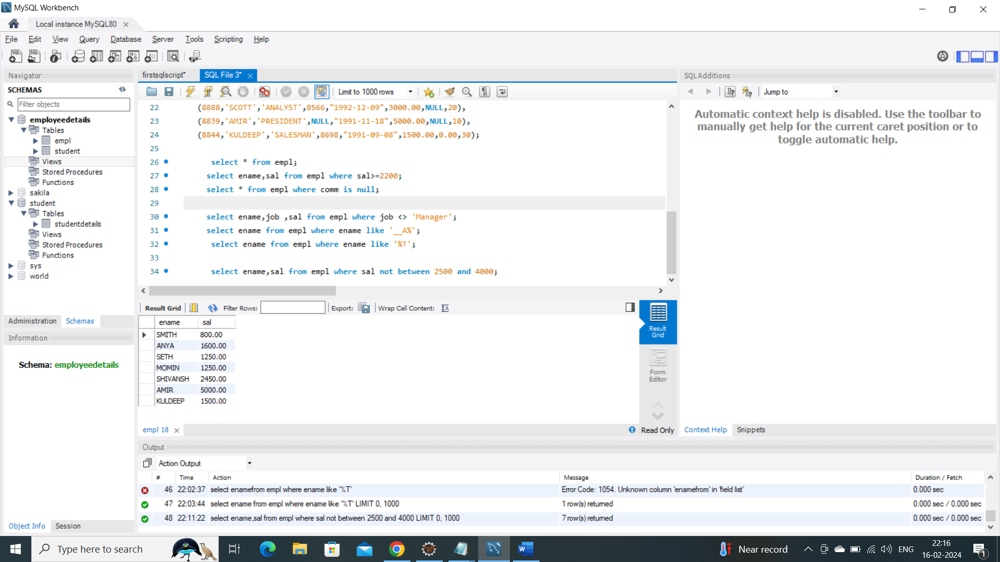 MySQL Workbench
Local instance MySQL80
File Edit View Query Database Server Tools Scripting Help
Navigator
SCHEMAS
Filter objects
employeedetails
Tables
empl
student
Views
Stored Procedures
Functions
sakila
student
Tables
studentdetails
Views
Stored Procedures
Functions
sys
world
Administration Schemas
Information
Schema: employeedetails
Object Info Session
firstsqlscript* SQL File 3*
Limit to 1000 rows
22 (8888,'SCOTT','ANALYST',8566,"1992-12-09",3000.00,NULL,20),
23 (8839,'AMIR','PRESIDENT',NULL,"1991-11-18",5000.00,NULL,10),
24 (8844,'KULDEEP','SALESMAN',8698,"1991-09-08",1500.00,0.00,30);
25
26 select * from empl;
27 select ename,sal from empl where sal>=2200;
28 select * from empl where comm is null;
29
30 select ename,job ,sal from empl where job <> 'Manager';
31 select ename from empl where ename like '__A%';
32 select ename from empl where ename like '%T';
33
34 select ename,sal from empl where sal not between 2500 and 4000;
Result Grid Filter Rows: Export: Wrap Cell Content:
ename sal
SMITH 800.00
ANYA 1600.00
SETH 1250.00
MOMIN 1250.00
SHIVANSH 2450.00
AMIR 5000.00
KULDEEP 1500.00
Result
Grid
Form
Editor
empl 18
Read Only
SQLAdditions
Jump to
Automatic context help is disabled. Use the toolbar to
manually get help for the current caret position or to
toggle automatic help.
Context Help Snippets
Output
Action Output
# Time Action Message Duration / Fetch
46 22:02:37 select enamefrom empl where ename like '%T' Error Code: 1054. Unknown column 'enamefrom' in 'field list' 0.000 sec
47 22:03:44 select ename from empl where ename like '%T' LIMIT 0, 1000 1 row(s) returned 0.000 sec / 0.000 sec
48 22:11:22 select ename,sal from empl where sal not between 2500 and 4000 LIMIT 0, 1000 7 row(s) returned 0.000 sec / 0.000 sec
Type here to search
Near record
ENG
22:16
16-02-2024
1